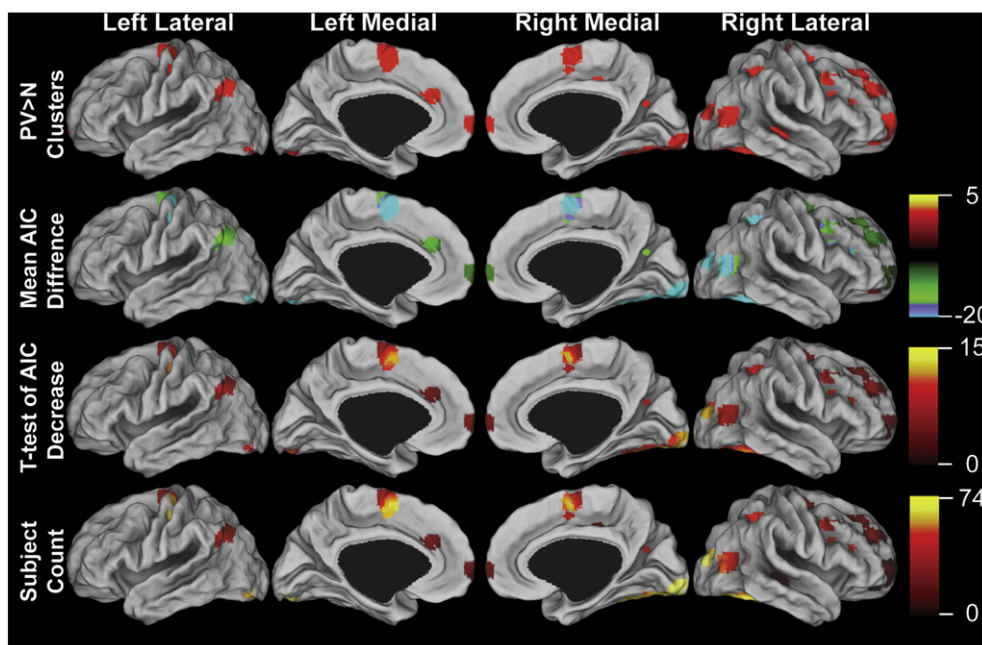 Left Lateral Left Medial Right Medial Right Lateral
PV>N
Clusters
Mean AIC
Diffrence
5
-20
T-test of AIC
Decrease
15
0
Subject
Count
74
0